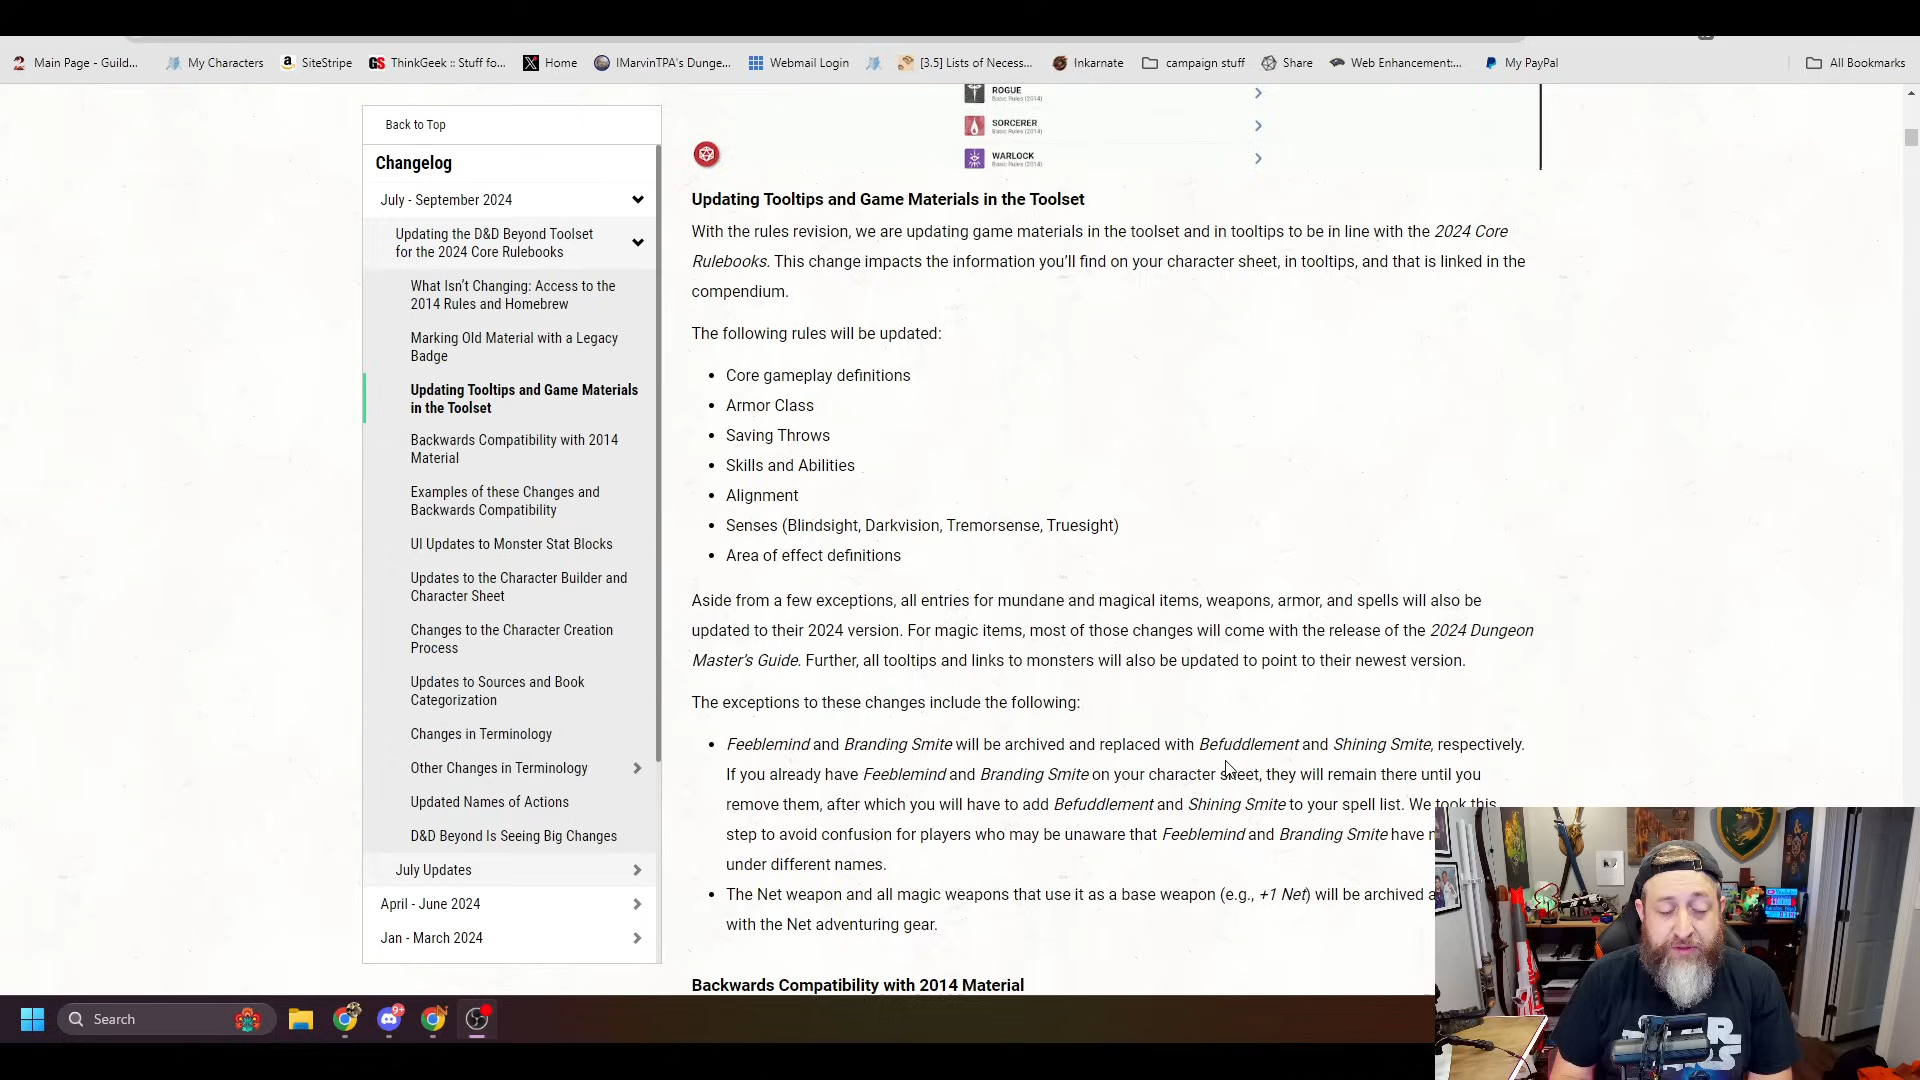 Main Page - Guild...
My Characters
SiteStripe
GS
ThinkGeek :: Stuff fo...
Home
IMarvinTPA's Dunge...
Webmail Login
[3.5] Lists of Necess...
Inkarnate
campaign stuff
Share
Web Enhancement:...
My PayPal
All Bookmarks
ROGUE
Basic Rules (2014)
SORCERER
Basic Rules (2014)
WARLOCK
Basic Rules (2014)
Back to Top
Changelog
July - September 2024
Updating the D&D Beyond Toolset
for the 2024 Core Rulebooks
What Isn't Changing: Access to the
2014 Rules and Homebrew
Marking Old Material with a Legacy
Badge
Updating Tooltips and Game Materials
in the Toolset
Backwards Compatibility with 2014
Material
Examples of these Changes and
Backwards Compatibility
UI Updates to Monster Stat Blocks
Updates to the Character Builder and
Character Sheet
Changes to the Character Creation
Process
Updates to Sources and Book
Categorization
Changes in Terminology
Other Changes in Terminology
Updated Names of Actions
D&D Beyond Is Seeing Big Changes
July Updates
April - June 2024
Jan - March 2024
Updating Tooltips and Game Materials in the Toolset
With the rules revision, we are updating game materials in the toolset and in tooltips to be in line with the 2024 Core
Rulebooks. This change impacts the information you'll find on your character sheet, in tooltips, and that is linked in the
compendium.
The following rules will be updated:
• Core gameplay definitions
• Armor Class
• Saving Throws
• Skills and Abilities
• Alignment
• Senses (Blindsight, Darkvision, Tremorsense, Truesight)
• Area of effect definitions
Aside from a few exceptions, all entries for mundane and magical items, weapons, armor, and spells will also be
updated to their 2024 version. For magic items, most of those changes will come with the release of the 2024 Dungeon
Master's Guide. Further, all tooltips and links to monsters will also be updated to point to their newest version.
The exceptions to these changes include the following:
• Feeblemind and Branding Smite will be archived and replaced with Befuddlement and Shining Smite, respectively.
If you already have Feeblemind and Branding Smite on your character sheet, they will remain there until you
remove them, after which you will have to add Befuddlement and Shining Smite to your spell list. We took this
step to avoid confusion for players who may be unaware that Feeblemind and Branding Smite have
under different names.
• The Net weapon and all magic weapons that use it as a base weapon (e.g., +1 Net) will be archived
with the Net adventuring gear.
Backwards Compatibility with 2014 Material
Search
9+